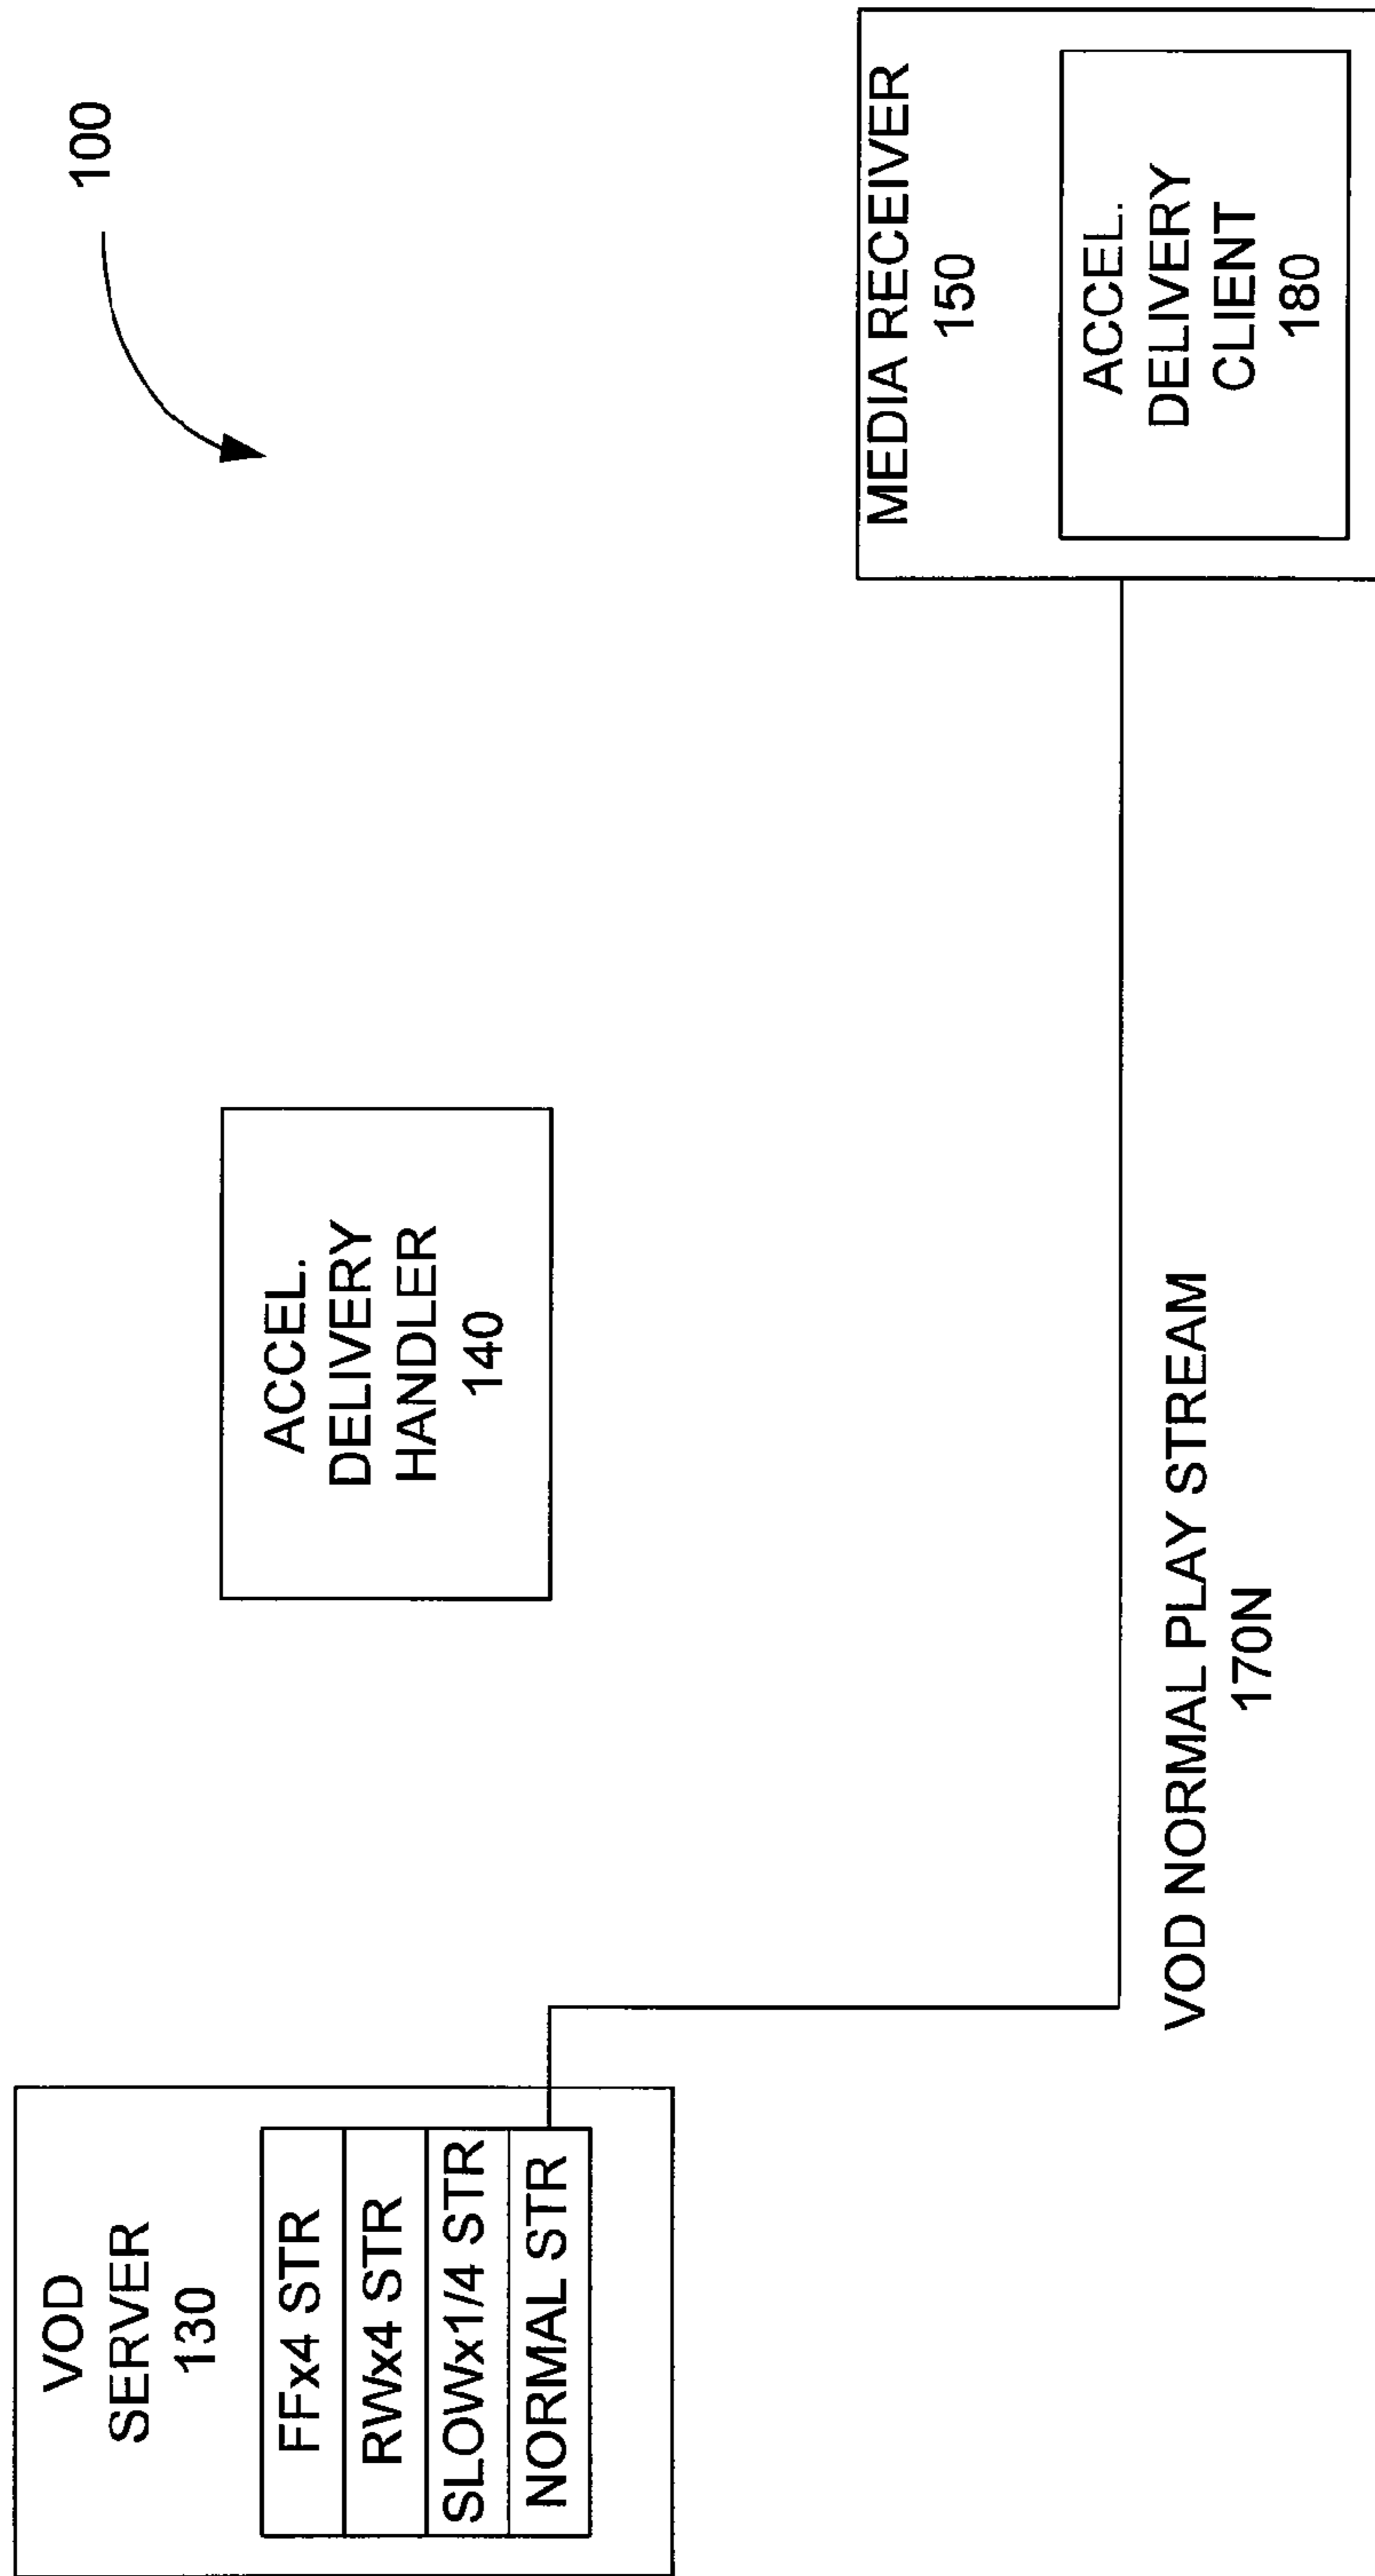 100
VOD
SERVER
130
FFx4 STR
RWx4 STR
SLOWx1/4 STR
NORMAL STR
ACCEL.
DELIVERY
HANDLER
140
MEDIA RECEIVER
150
ACCEL.
DELIVERY
CLIENT
180
VOD NORMAL PLAY STREAM
170N